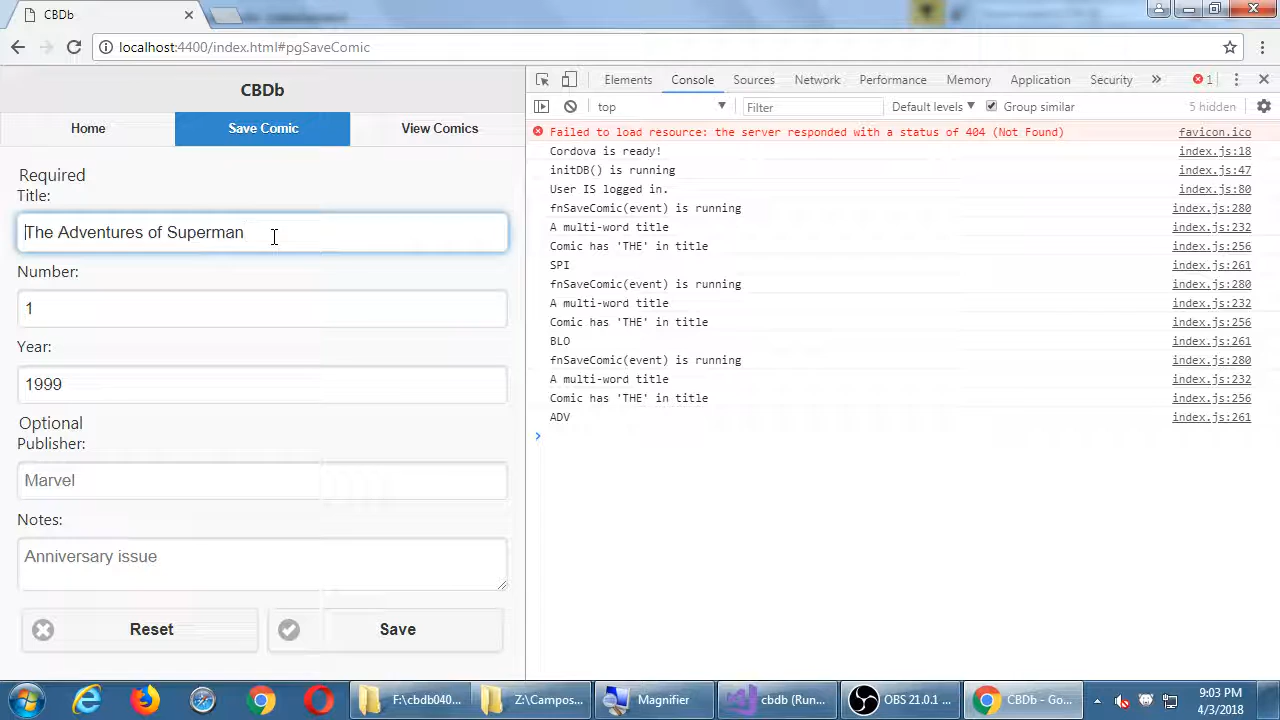 CBDb
localhost:4400/index.html#pgSaveComic
CBDb
Home Save Comic View Comics
Required
Title:
The Adventures of Superman
Number:
1
Year:
1999
Optional
Publisher:
Marvel
Notes:
Anniversary issue
Reset Save
Elements Console Sources Network Performance Memory Application Security » 1
top Filter Default levels Group similar 5 hidden
Failed to load resource: the server responded with a status of 404 (Not Found) favicon.ico
Cordova is ready! index.js:18
initDB() is running index.js:47
User IS logged in. index.js:80
fnSaveComic(event) is running index.js:280
A multi-word title index.js:232
Comic has 'THE' in title index.js:256
SPI index.js:261
fnSaveComic(event) is running index.js:280
A multi-word title index.js:232
Comic has 'THE' in title index.js:256
BLO index.js:261
fnSaveComic(event) is running index.js:280
A multi-word title index.js:232
Comic has 'THE' in title index.js:256
ADV index.js:261
F:\cbdb040... Z:\Campos... Magnifier cbdb (Run... OBS 21.0.1 ... CBDb - Go...
9:03 PM
4/3/2018